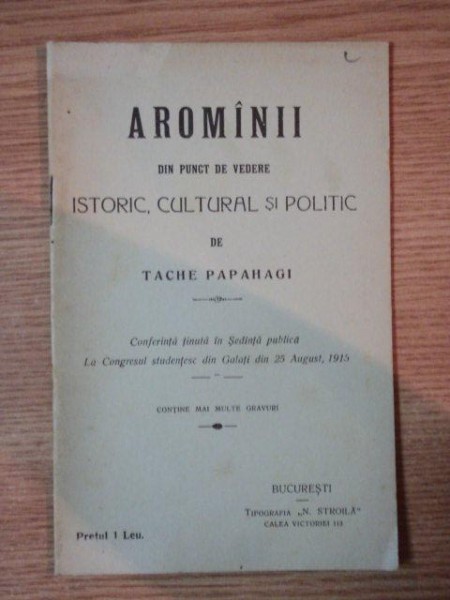 AROMÎNII
DIN PUNCT DE VEDERE
ISTORIC, CULTURAL ȘI POLITIC
DE
TACHE PAPAHAGI
Conferință ținută în Ședință publică
La Congresul studențesc din Galați din 25 August, 1915
CONȚINE MAI MULTE GRAVURI
BUCUREȘTI
TIPOGRAFIA „N. STROILĂ"
CALEA VICTORIEI 113
Prețul 1 Leu.